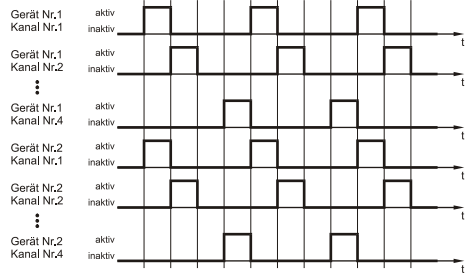 Gerät Nr.1 aktiv
Kanal Nr.1 inaktiv
t
Gerät Nr.1 aktiv
Kanal Nr.2 inaktiv
t
Gerät Nr.1 aktiv
Kanal Nr.4 inaktiv
t
Gerät Nr.2 aktiv
Kanal Nr.1 inaktiv
t
Gerät Nr.2 aktiv
Kanal Nr.2 inaktiv
t
Gerät Nr.2 aktiv
Kanal Nr.4 inaktiv
t